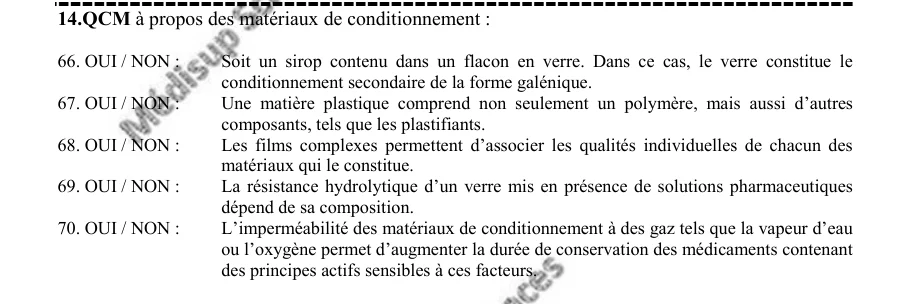 14.QCM à propos des matériaux de conditionnement :
66. OUI / NON : Soit un sirop contenu dans un flacon en verre. Dans ce cas, le verre constitue le
conditionnement secondaire de la forme galénique.
67. OUI / NON : Une matière plastique comprend non seulement un polymère, mais aussi d’autres
composants, tels que les plastifiants.
68. OUI / NON : Les films complexes permettent d’associer les qualités individuelles de chacun des
matériaux qui le constitue.
69. OUI / NON : La résistance hydrolytique d’un verre mis en présence de solutions pharmaceutiques
dépend de sa composition.
70. OUI / NON : L’imperméabilité des matériaux de conditionnement à des gaz tels que la vapeur d’eau
ou l’oxygène permet d’augmenter la durée de conservation des médicaments contenant
des principes actifs sensibles à ces facteurs.
Médisup